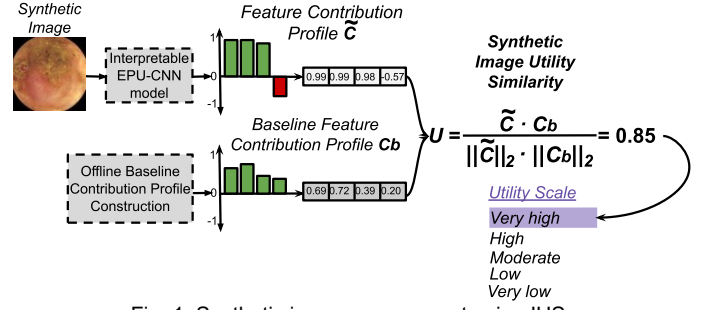 Synthetic
Image
Interpretable
EPU-CNN
model
Feature Contribution
Profile C̃
1
0
-1
0.99 0.99 0.98 -0.57
Offline Baseline
Contribution Profile
Construction
Baseline Feature
Contribution Profile Cb
1
0
-1
0.69 0.72 0.39 0.20
Synthetic
Image Utility
Similarity
U = C̃ · Cb / ||C̃||₂ · ||Cb||₂ = 0.85
Utility Scale
Very high
High
Moderate
Low
Very low